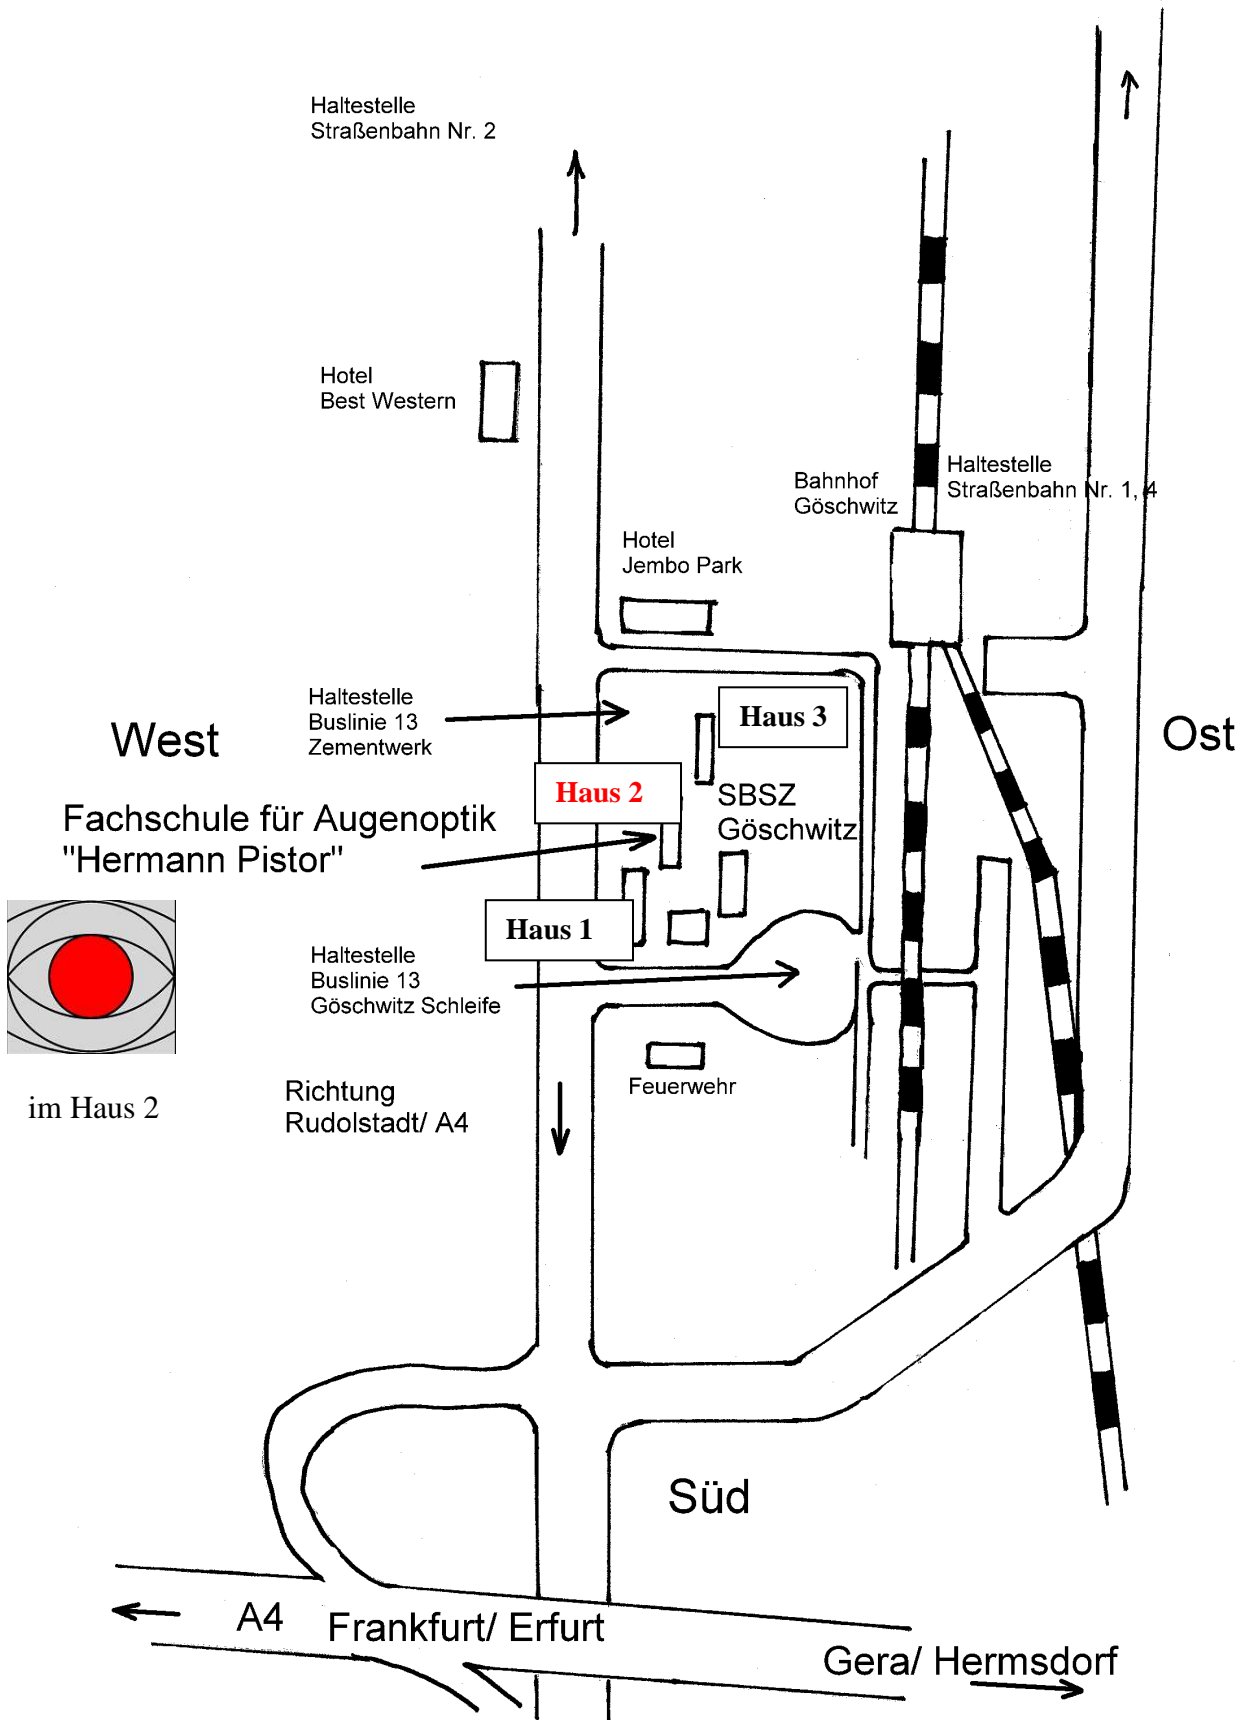 Haltestelle
Straßenbahn Nr. 2
Hotel
Best Western
Bahnhof
Göschwitz
Haltestelle
Straßenbahn Nr. 1, 4
Hotel
Jembo Park
Haltestelle
Buslinie 13
Zementwerk
Haus 3
West
Ost
Haus 2
SBSZ
Göschwitz
Fachschule für Augenoptik
"Hermann Pistor"
Haus 1
Haltestelle
Buslinie 13
Göschwitz Schleife
im Haus 2
Richtung
Rudolstadt/ A4
Feuerwehr
Süd
A4
Frankfurt/ Erfurt
Gera/ Hermsdorf